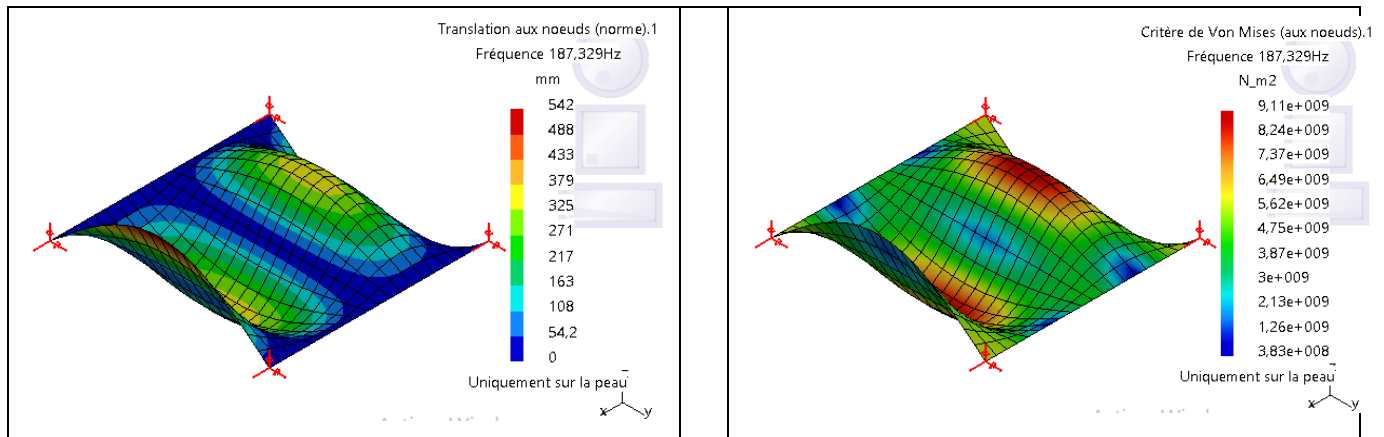 Translation aux noeuds (norme).1
Fréquence 187,329Hz
mm
542
488
433
379
325
271
217
163
108
54,2
0
Uniquement sur la peau
x y
Critère de Von Mises (aux noeuds).1
Fréquence 187,329Hz
N_m2
9,11e+009
8,24e+009
7,37e+009
6,49e+009
5,62e+009
4,75e+009
3,87e+009
3e+009
2,13e+009
1,26e+009
3,83e+008
Uniquement sur la peau
x y